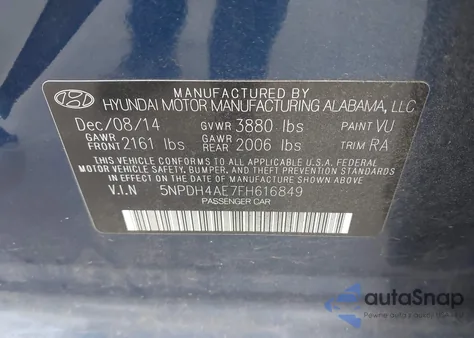 MANUFACTURED BY
HYUNDAI MOTOR MANUFACTURING ALABAMA, LLC.
Dec/08/14 GVWR 3880 lbs PAINT VU
GAWR FRONT 2161 lbs GAWR REAR 2006 lbs TRIM RA
THIS VEHICLE CONFORMS TO ALL APPLICABLE U.S.A. FEDERAL
MOTOR VEHICLE SAFETY, BUMPER, AND THEFT PREVENTION
STANDARDS IN EFFECT ON THE DATE OF MANUFACTURE SHOWN ABOVE.
V.I.N 5NPDH4AE7FH616849
PASSENGER CAR
autoSnap